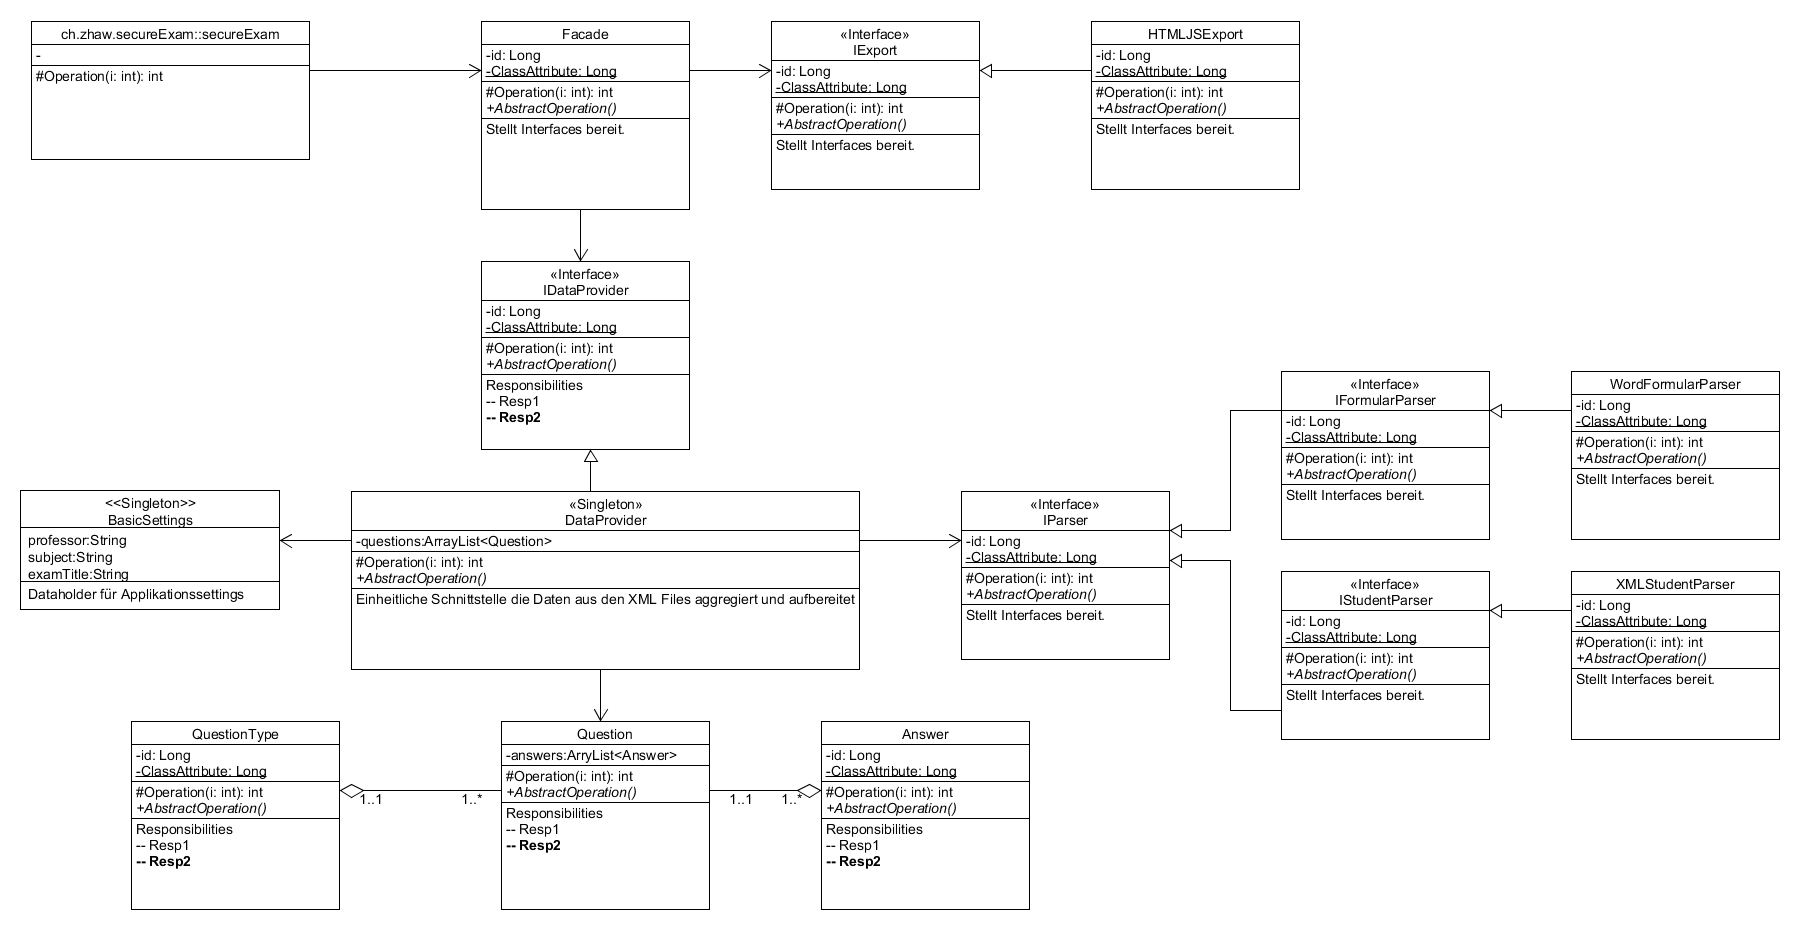 ch.zhaw.secureExam::secureExam
-
#Operation(i: int): int
Facade
-id: Long
-ClassAttribute: Long
#Operation(i: int): int
+AbstractOperation()
Stellt Interfaces bereit.
«Interface»
IExport
-id: Long
-ClassAttribute: Long
#Operation(i: int): int
+AbstractOperation()
Stellt Interfaces bereit.
HTMLJSExport
-id: Long
-ClassAttribute: Long
#Operation(i: int): int
+AbstractOperation()
Stellt Interfaces bereit.
«Interface»
IDataProvider
-id: Long
-ClassAttribute: Long
#Operation(i: int): int
+AbstractOperation()
Responsibilities
-- Resp1
-- Resp2
«Interface»
IFormularParser
-id: Long
-ClassAttribute: Long
#Operation(i: int): int
+AbstractOperation()
Stellt Interfaces bereit.
WordFormularParser
-id: Long
-ClassAttribute: Long
#Operation(i: int): int
+AbstractOperation()
Stellt Interfaces bereit.
<<Singleton>>
BasicSettings
professor:String
subject:String
examTitle:String
Dataholder für Applikationssettings
«Singleton»
DataProvider
-questions:ArrayList<Question>
#Operation(i: int): int
+AbstractOperation()
Einheitliche Schnittstelle die Daten aus den XML Files aggregiert und aufbereitet
«Interface»
IParser
-id: Long
-ClassAttribute: Long
#Operation(i: int): int
+AbstractOperation()
Stellt Interfaces bereit.
«Interface»
IStudentParser
-id: Long
-ClassAttribute: Long
#Operation(i: int): int
+AbstractOperation()
Stellt Interfaces bereit.
XMLStudentParser
-id: Long
-ClassAttribute: Long
#Operation(i: int): int
+AbstractOperation()
Stellt Interfaces bereit.
QuestionType
-id: Long
-ClassAttribute: Long
#Operation(i: int): int
+AbstractOperation()
Responsibilities
-- Resp1
-- Resp2
1..1
1..*
Question
-answers:ArryList<Answer>
#Operation(i: int): int
+AbstractOperation()
Responsibilities
-- Resp1
-- Resp2
1..1
1..*
Answer
-id: Long
-ClassAttribute: Long
#Operation(i: int): int
+AbstractOperation()
Responsibilities
-- Resp1
-- Resp2